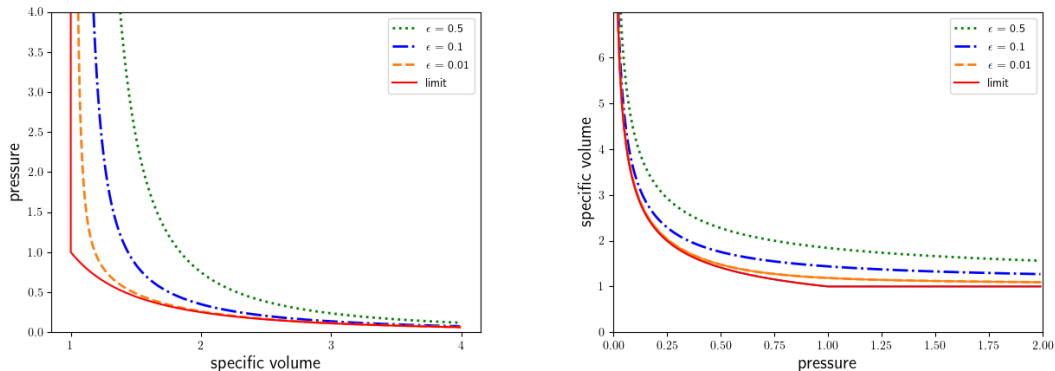 4.0
3.5
3.0
2.5
2.0
1.5
1.0
0.5
0.0
pressure
1
2
3
4
specific volume
ϵ = 0.5
ϵ = 0.1
ϵ = 0.01
limit
6
5
4
3
2
1
0
specific volume
0.00
0.25
0.50
0.75
1.00
1.25
1.50
1.75
2.00
pressure
ϵ = 0.5
ϵ = 0.1
ϵ = 0.01
limit